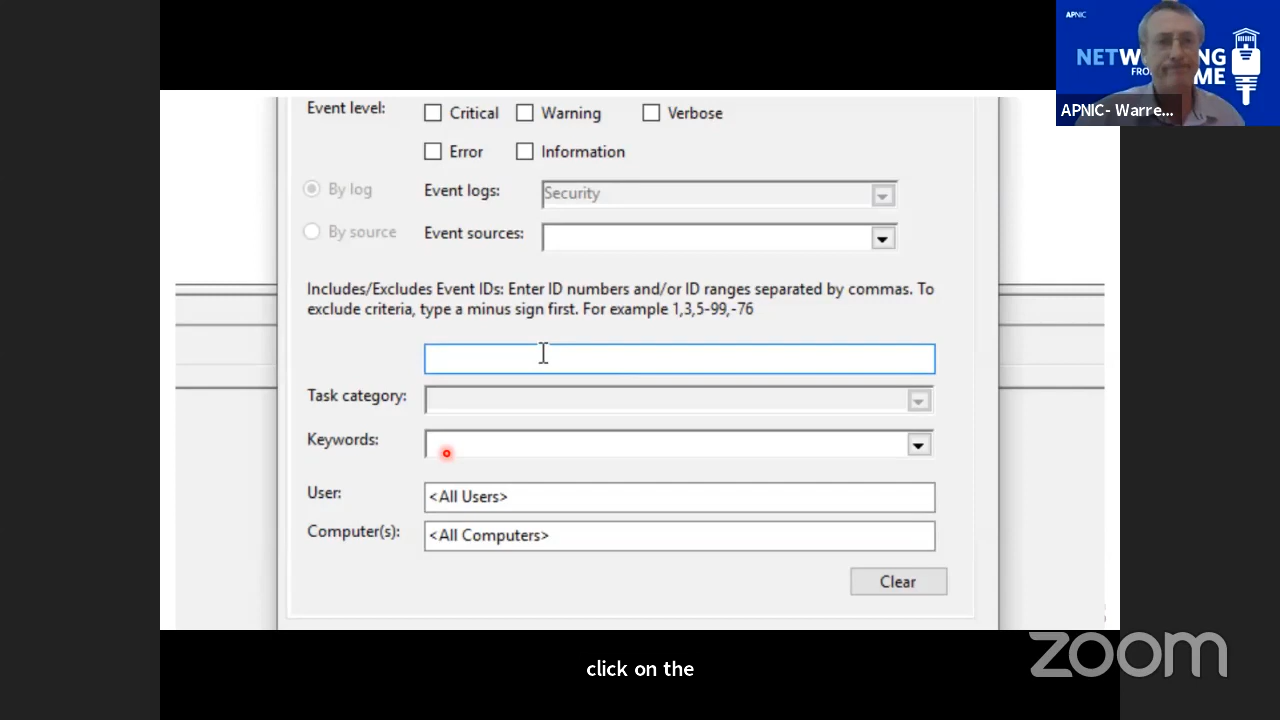 APNIC
NETW NG
FRO ME
APNIC- Warre...
Event level:
Critical
Warning
Verbose
Error
Information
By log
Event logs:
Security
By source
Event sources:
Includes/Excludes Event IDs: Enter ID numbers and/or ID ranges separated by commas. To
exclude criteria, type a minus sign first. For example 1,3,5-99,-76
Task category:
Keywords:
User:
<All Users>
Computer(s):
<All Computers>
Clear
zoom
click on the